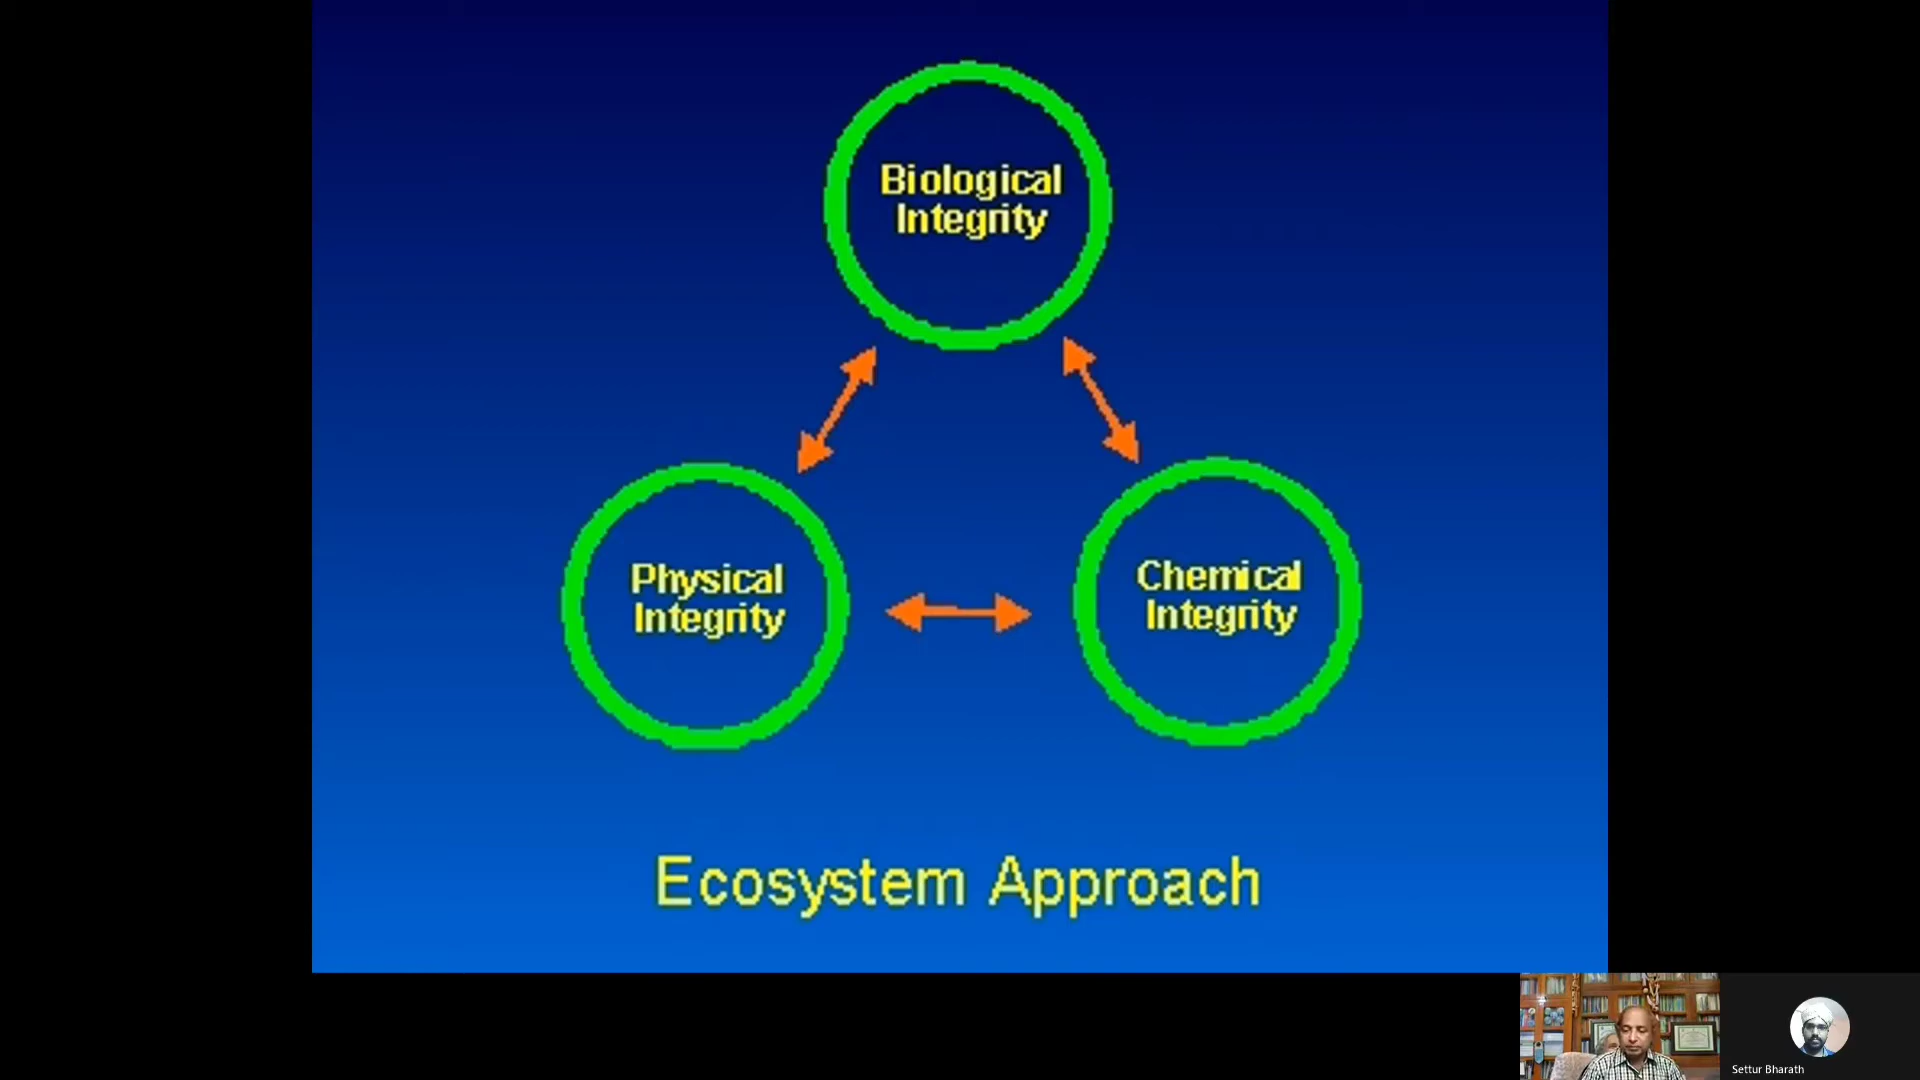 Biological
Integrity
Physical
Integrity
Chemical
Integrity
Ecosystem Approach
Settur Bharath